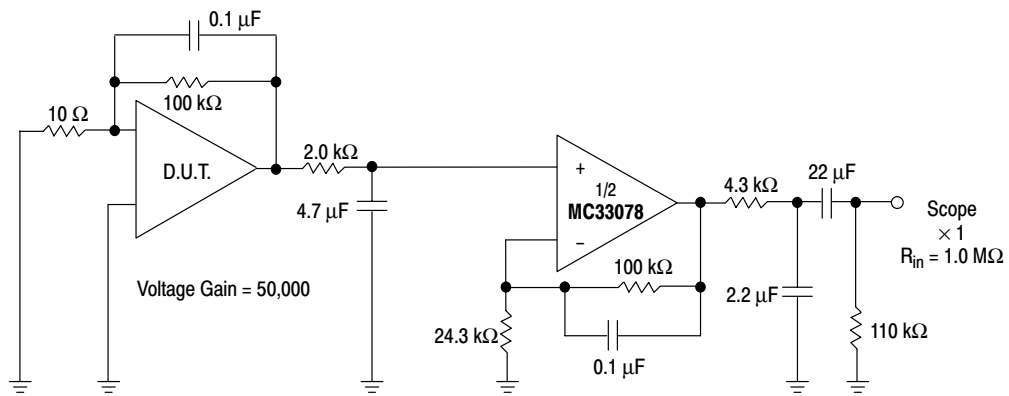 0.1 μF
100 kΩ
10 Ω
D.U.T.
2.0 kΩ
4.7 μF
Voltage Gain = 50,000
+
1/2
MC33078
–
100 kΩ
24.3 kΩ
0.1 μF
4.3 kΩ
22 μF
2.2 μF
110 kΩ
Scope
× 1
Rin = 1.0 MΩ